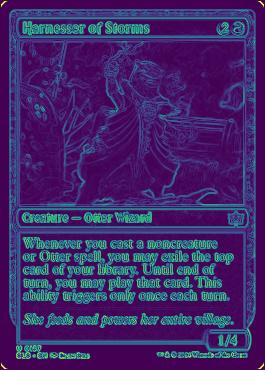 Harnesser of Storms 2
Creature — Otter Wizard
Whenever you cast a noncreature
or Otter spell, you may exile the top
card of your library. Until end of
turn, you may play that card. This
ability triggers only once each turn.
She feeds and powers her entire village.
1/4